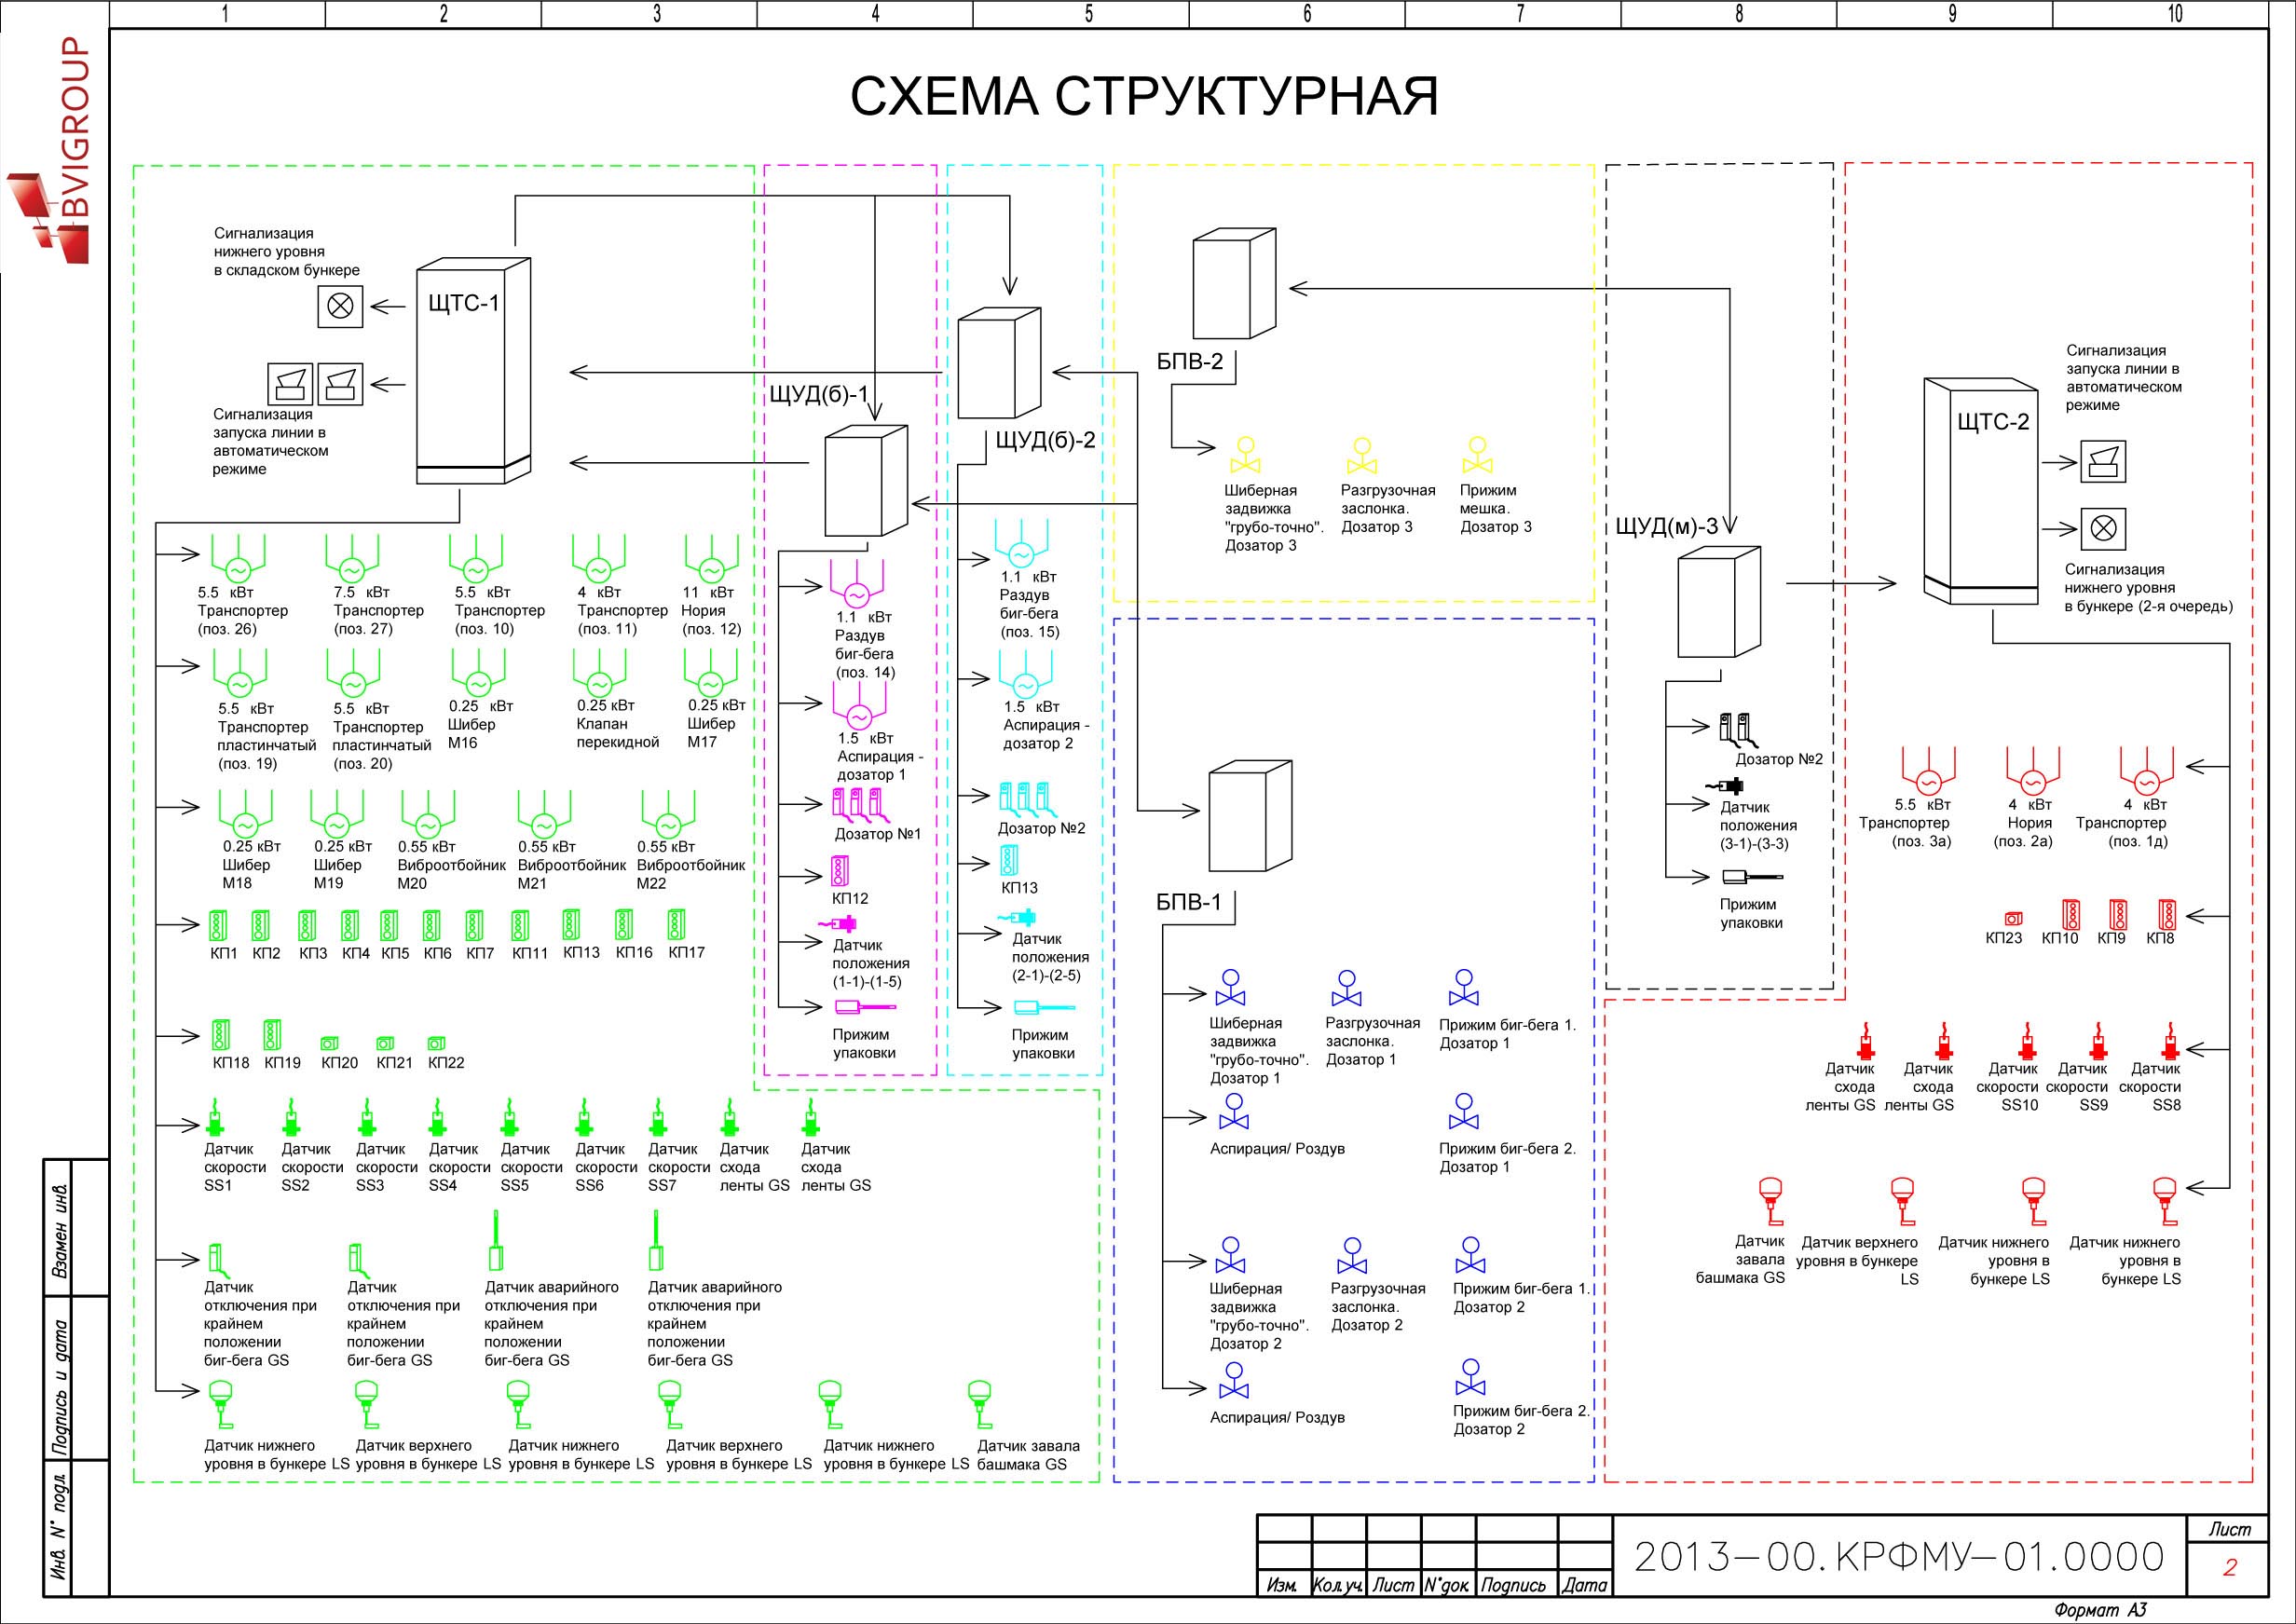 1 2 3 4 5 6 7 8 9 10
BVIGROUP
СХЕМА СТРУКТУРНАЯ
Сигнализация
нижнего уровня
в складском бункере
ЩТС-1
Сигнализация
запуска линии в
автоматическом
режиме
5.5 кВт
Транспортер
(поз. 26)
7.5 кВт
Транспортер
(поз. 27)
5.5 кВт
Транспортер
(поз. 10)
4 кВт
Транспортер
(поз. 11)
11 кВт
Нория
(поз. 12)
5.5 кВт
Транспортер
пластинчатый
(поз. 19)
5.5 кВт
Транспортер
пластинчатый
(поз. 20)
0.25 кВт
Шибер
М16
0.25 кВт
Клапан
перекидной
0.25 кВт
Шибер
М17
0.25 кВт
Шибер
М18
0.25 кВт
Шибер
М19
0.55 кВт
Виброотбойник
М20
0.55 кВт
Виброотбойник
М21
0.55 кВт
Виброотбойник
М22
КП1 КП2 КП3 КП4 КП5 КП6 КП7 КП11 КП13 КП16 КП17
КП18 КП19 КП20 КП21 КП22
Датчик
скорости
SS1
Датчик
скорости
SS2
Датчик
скорости
SS3
Датчик
скорости
SS4
Датчик
скорости
SS5
Датчик
скорости
SS6
Датчик
скорости
SS7
Датчик
схода
ленты GS
Датчик
схода
ленты GS
Датчик
отключения при
крайнем
положении
биг-бега GS
Датчик
отключения при
крайнем
положении
биг-бега GS
Датчик аварийного
отключения при
крайнем
положении
биг-бега GS
Датчик аварийного
отключения при
крайнем
положении
биг-бега GS
Датчик нижнего
уровня в бункере LS
Датчик верхнего
уровня в бункере LS
Датчик нижнего
уровня в бункере LS
Датчик верхнего
уровня в бункере LS
Датчик нижнего
уровня в бункере LS
Датчик завала
башмака GS
ЩУД(б)-1
1.1 кВт
Раздув
биг-бега
(поз. 14)
1.5 кВт
Аспирация -
дозатор 1
Дозатор №1
КП12
Датчик
положения
(1-1)-(1-5)
Прижим
упаковки
ЩУД(б)-2
1.1 кВт
Раздув
биг-бега
(поз. 15)
1.5 кВт
Аспирация -
дозатор 2
Дозатор №2
КП13
Датчик
положения
(2-1)-(2-5)
Прижим
упаковки
БПВ-2
Шиберная
задвижка
"грубо-точно".
Дозатор 3
Разгрузочная
заслонка.
Дозатор 3
Прижим
мешка.
Дозатор 3
БПВ-1
Шиберная
задвижка
"грубо-точно".
Дозатор 1
Разгрузочная
заслонка.
Дозатор 1
Прижим биг-бега 1.
Дозатор 1
Аспирация/ Роздув
Прижим биг-бега 2.
Дозатор 1
Шиберная
задвижка
"грубо-точно".
Дозатор 2
Разгрузочная
заслонка.
Дозатор 2
Прижим биг-бега 1.
Дозатор 2
Аспирация/ Роздув
Прижим биг-бега 2.
Дозатор 2
ЩУД(м)-3
Дозатор №2
Датчик
положения
(3-1)-(3-3)
Прижим
упаковки
ЩТС-2
Сигнализация
запуска линии в
автоматическом
режиме
Сигнализация
нижнего уровня
в бункере (2-я очередь)
5.5 кВт
Транспортер
(поз. 3а)
4 кВт
Нория
(поз. 2а)
4 кВт
Транспортер
(поз. 1д)
КП23 КП10 КП9 КП8
Датчик
схода
ленты GS
Датчик
схода
ленты GS
Датчик
скорости
SS10
Датчик
скорости
SS9
Датчик
скорости
SS8
Датчик
завала
башмака GS
Датчик верхнего
уровня в бункере
LS
Датчик нижнего
уровня в
бункере LS
Датчик нижнего
уровня в
бункере LS
Взамен инв.
Подпись и дата
Инв. N° подл.
Изм. Кол.уч. Лист N°док Подпись Дата
2013-00.КРФМУ-01.0000
Лист
2
Формат А3